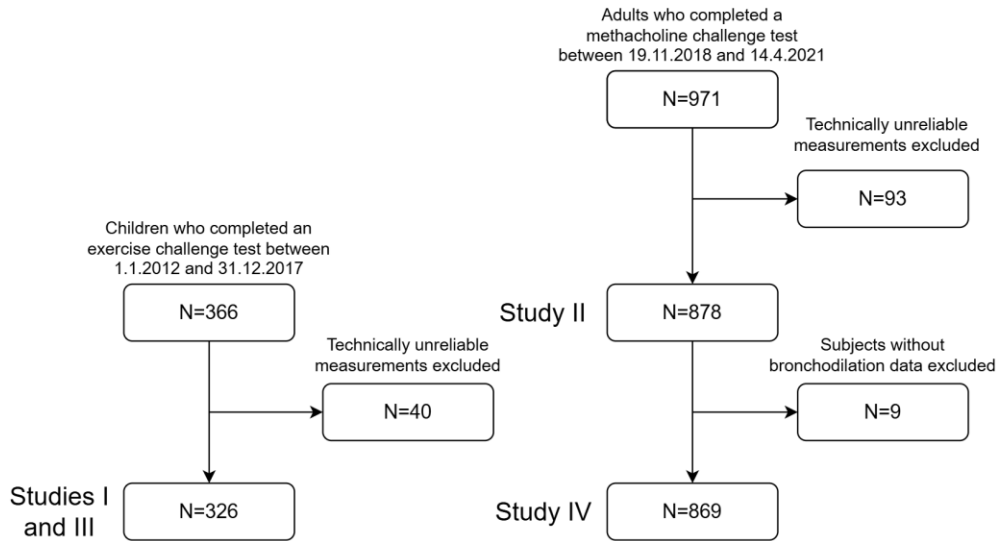 Adults who completed a
methacholine challenge test
between 19.11.2018 and 14.4.2021
N=971
Technically unreliable
measurements excluded
N=93
Children who completed an
exercise challenge test between
1.1.2012 and 31.12.2017
N=366
Study II
N=878
Technically unreliable
measurements excluded
N=40
Subjects without
bronchodilation data excluded
N=9
Studies I
and III
N=326
Study IV
N=869